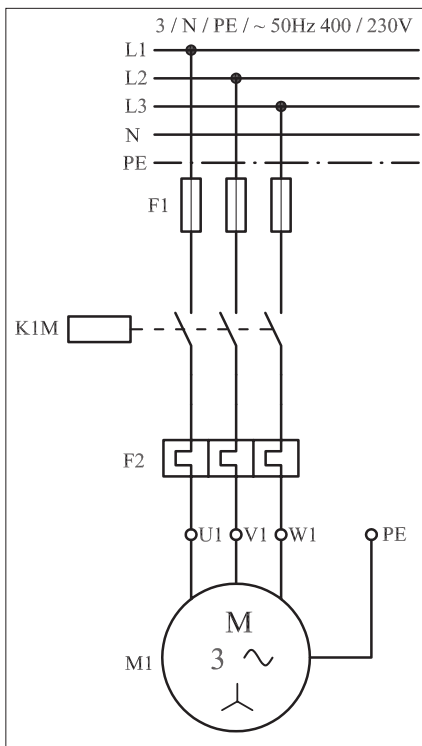 3 / N / PE / ~ 50Hz 400 / 230V
L1
L2
L3
N
PE
F1
K1M
F2
U1 V1 W1 PE
M
M1 3 ~